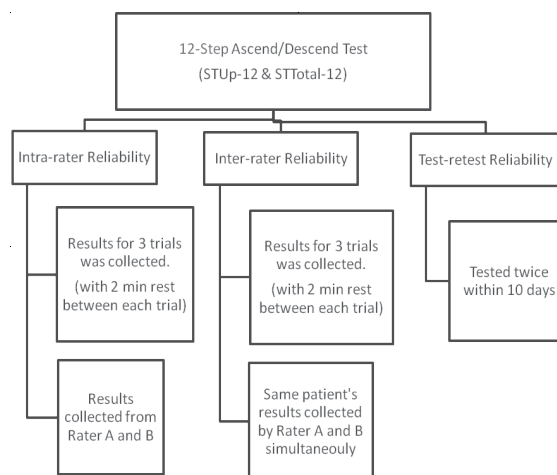 12-Step Ascend/Descend Test
(STUp-12 & STTotal-12)
Intra-rater Reliability
Inter-rater Reliability
Test-retest Reliability
Results for 3 trials
was collected.
(with 2 min rest
between each trial)
Results for 3 trials
was collected.
(with 2 min rest
between each trial)
Tested twice
within 10 days
Results
collected from
Rater A and B
Same patient's
results collected
by Rater A and B
simultaneouly